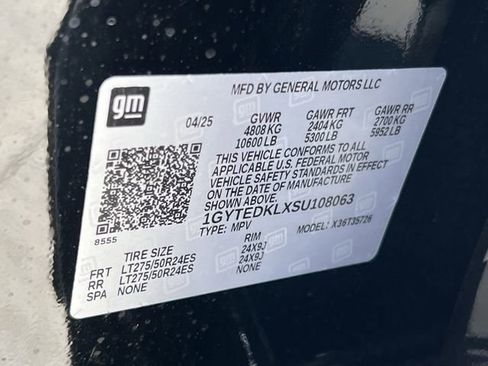 gm
MFD BY GENERAL MOTORS LLC
04/25 GVWR GAWR FRT GAWR RR
4808 KG 2404 KG 2700 KG
10600 LB 5300 LB 5952 LB
THIS VEHICLE CONFORMS TO ALL
APPLICABLE U.S. FEDERAL MOTOR
VEHICLE SAFETY STANDARDS IN EFFECT
ON THE DATE OF MANUFACTURE
SHOWN ABOVE.
1GYTEDKLXSU108063
TYPE: MPV MODEL: X36T35726
8555
TIRE SIZE RIM
FRT LT275/50R24ES 24X9J
RR LT275/50R24ES 24X9J
SPA NONE NONE